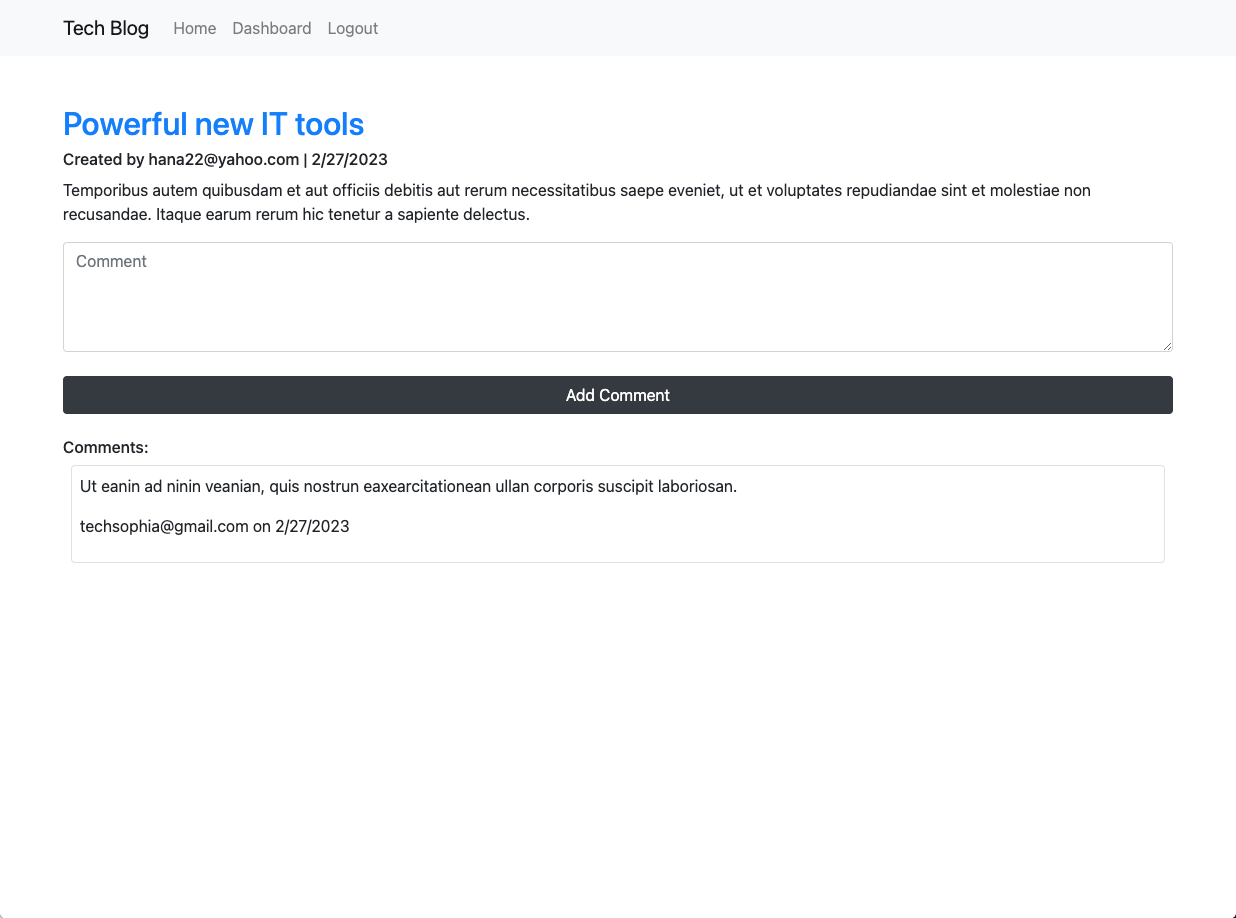 Tech Blog Home Dashboard Logout
Powerful new IT tools
Created by hana22@yahoo.com | 2/27/2023
Temporibus autem quibusdam et aut officiis debitis aut rerum necessitatibus saepe eveniet, ut et voluptates repudiandae sint et molestiae non
recusandae. Itaque earum rerum hic tenetur a sapiente delectus.
Comment
Add Comment
Comments:
Ut eanin ad ninin veanian, quis nostrun eaxearcitationean ullan corporis suscipit laboriosan.
techsophia@gmail.com on 2/27/2023